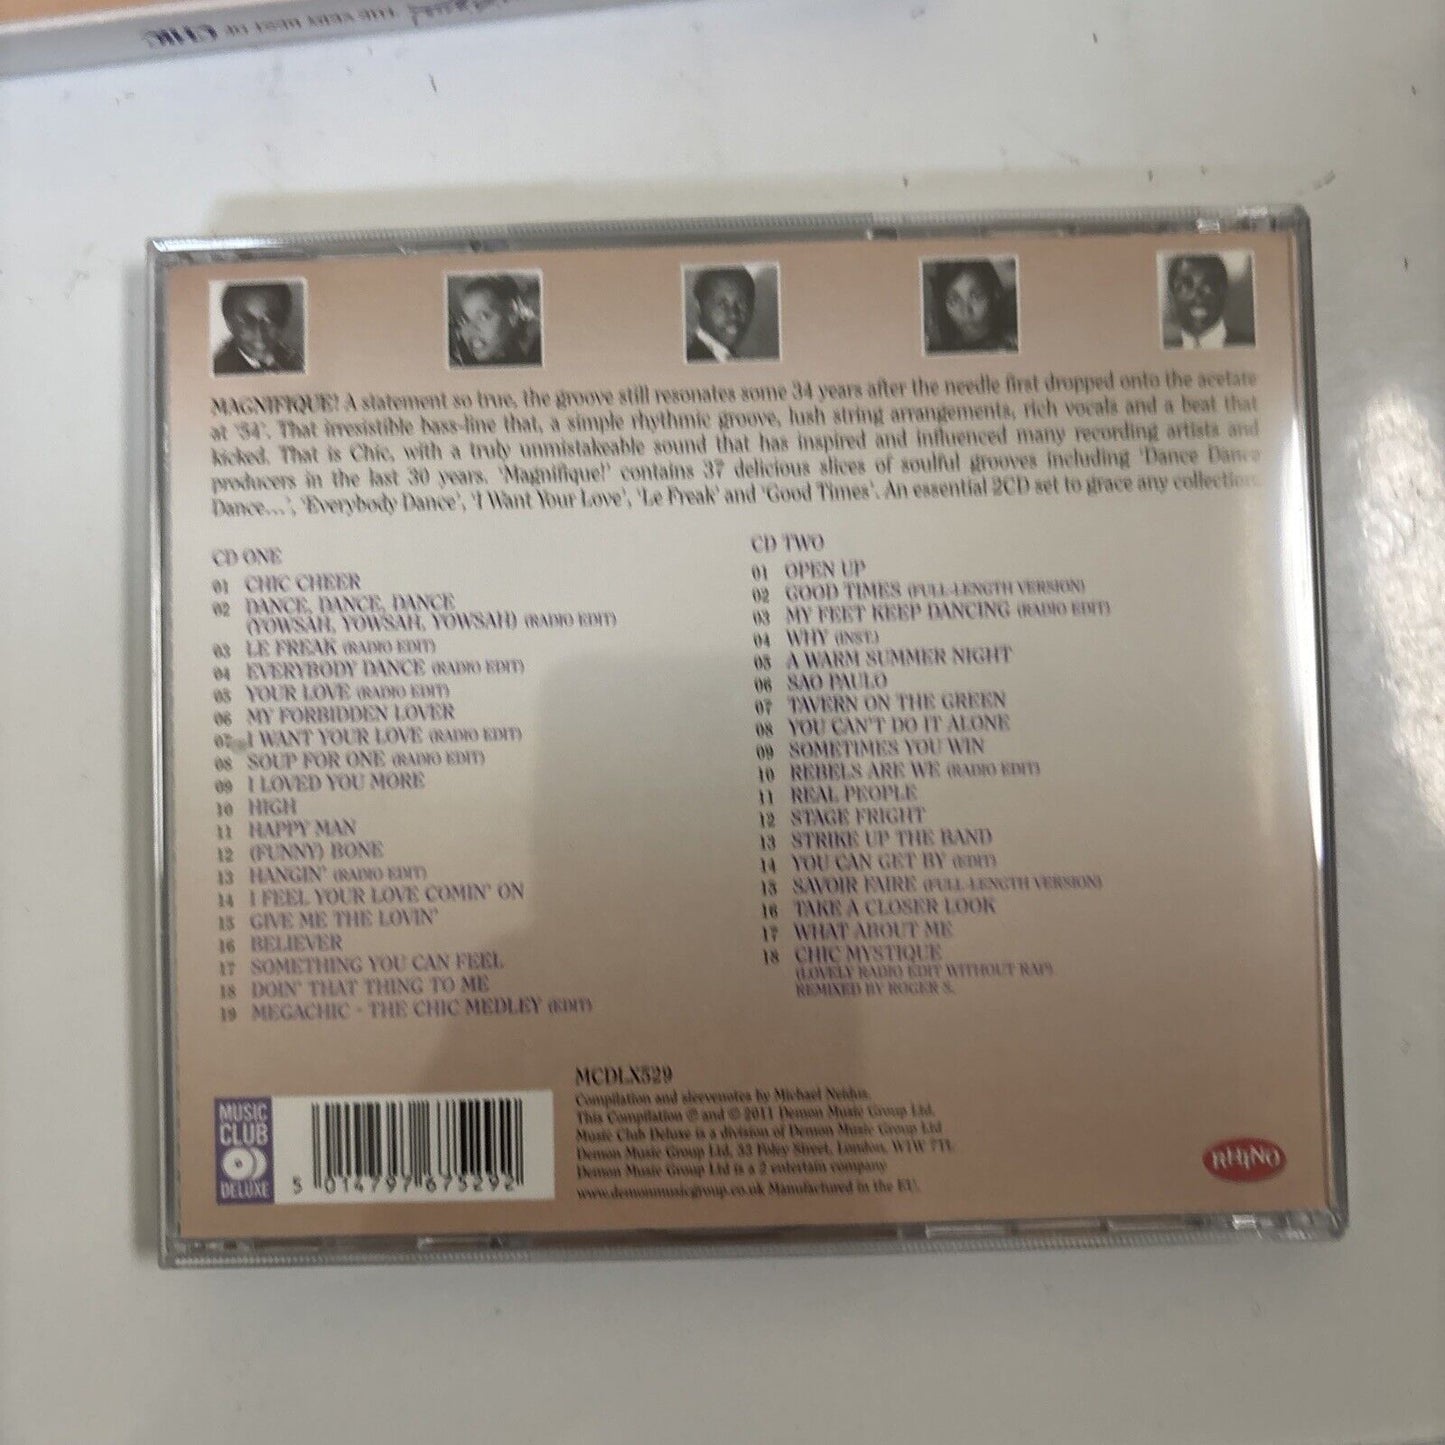 THE VERY BEST OF CHIC
MAGNIFIQUE! A statement so true, the groove still resonates some 34 years after the needle first dropped onto the acetate
at '54'. That irresistible bass-line that, a simple rhythmic groove, lush string arrangements, rich vocals and a beat that
kicked. That is Chic, with a truly unmistakeable sound that has inspired and influenced many recording artists and
producers in the last 30 years. 'Magnifique!' contains 37 delicious slices of soulful grooves including 'Dance Dance
Dance...', 'Everybody Dance', 'I Want Your Love', 'Le Freak' and 'Good Times'. An essential 2CD set to grace any collection.
CD ONE
01 CHIC CHEER
02 DANCE, DANCE, DANCE
(YOWSAH, YOWSAH, YOWSAH) (RADIO EDIT)
03 LE FREAK (RADIO EDIT)
04 EVERYBODY DANCE (RADIO EDIT)
05 YOUR LOVE (RADIO EDIT)
06 MY FORBIDDEN LOVER
07 I WANT YOUR LOVE (RADIO EDIT)
08 SOUP FOR ONE (RADIO EDIT)
09 I LOVED YOU MORE
10 HIGH
11 HAPPY MAN
12 (FUNNY) BONE
13 HANGIN' (RADIO EDIT)
14 I FEEL YOUR LOVE COMIN' ON
15 GIVE ME THE LOVIN'
16 BELIEVER
17 SOMETHING YOU CAN FEEL
18 DOIN' THAT THING TO ME
19 MEGACHIC - THE CHIC MEDLEY (EDIT)
CD TWO
01 OPEN UP
02 GOOD TIMES (FULL-LENGTH VERSION)
03 MY FEET KEEP DANCING (RADIO EDIT)
04 WHY (INST.)
05 A WARM SUMMER NIGHT
06 SAO PAULO
07 TAVERN ON THE GREEN
08 YOU CAN'T DO IT ALONE
09 SOMETIMES YOU WIN
10 REBELS ARE WE (RADIO EDIT)
11 REAL PEOPLE
12 STAGE FRIGHT
13 STRIKE UP THE BAND
14 YOU CAN GET BY (EDIT)
15 SAVOIR FAIRE (FULL-LENGTH VERSION)
16 TAKE A CLOSER LOOK
17 WHAT ABOUT ME
18 CHIC MYSTIQUE
(LOVELY RADIO EDIT WITHOUT RAP)
REMIXED BY ROGER S.
MUSIC
CLUB
DELUXE
5 014797 675292
MCDLX529
Compilation and sleevenotes by Michael Neidus.
This Compilation ℗ and © 2011 Demon Music Group Ltd.
Music Club Deluxe is a division of Demon Music Group Ltd
Demon Music Group Ltd, 33 Foley Street, London, W1W 7TL
Demon Music Group Ltd is a 2 entertain company
www.demonmusicgroup.co.uk Manufactured in the EU.
RHINO